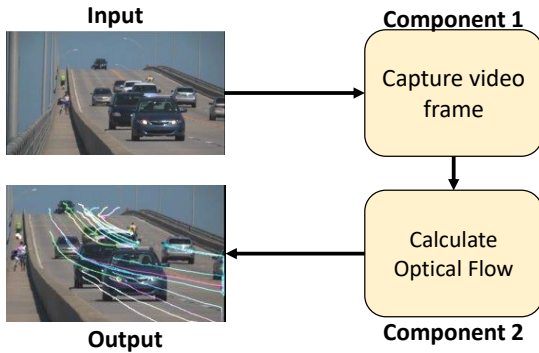 Input
Component 1
Capture video
frame
Calculate
Optical Flow
Output
Component 2